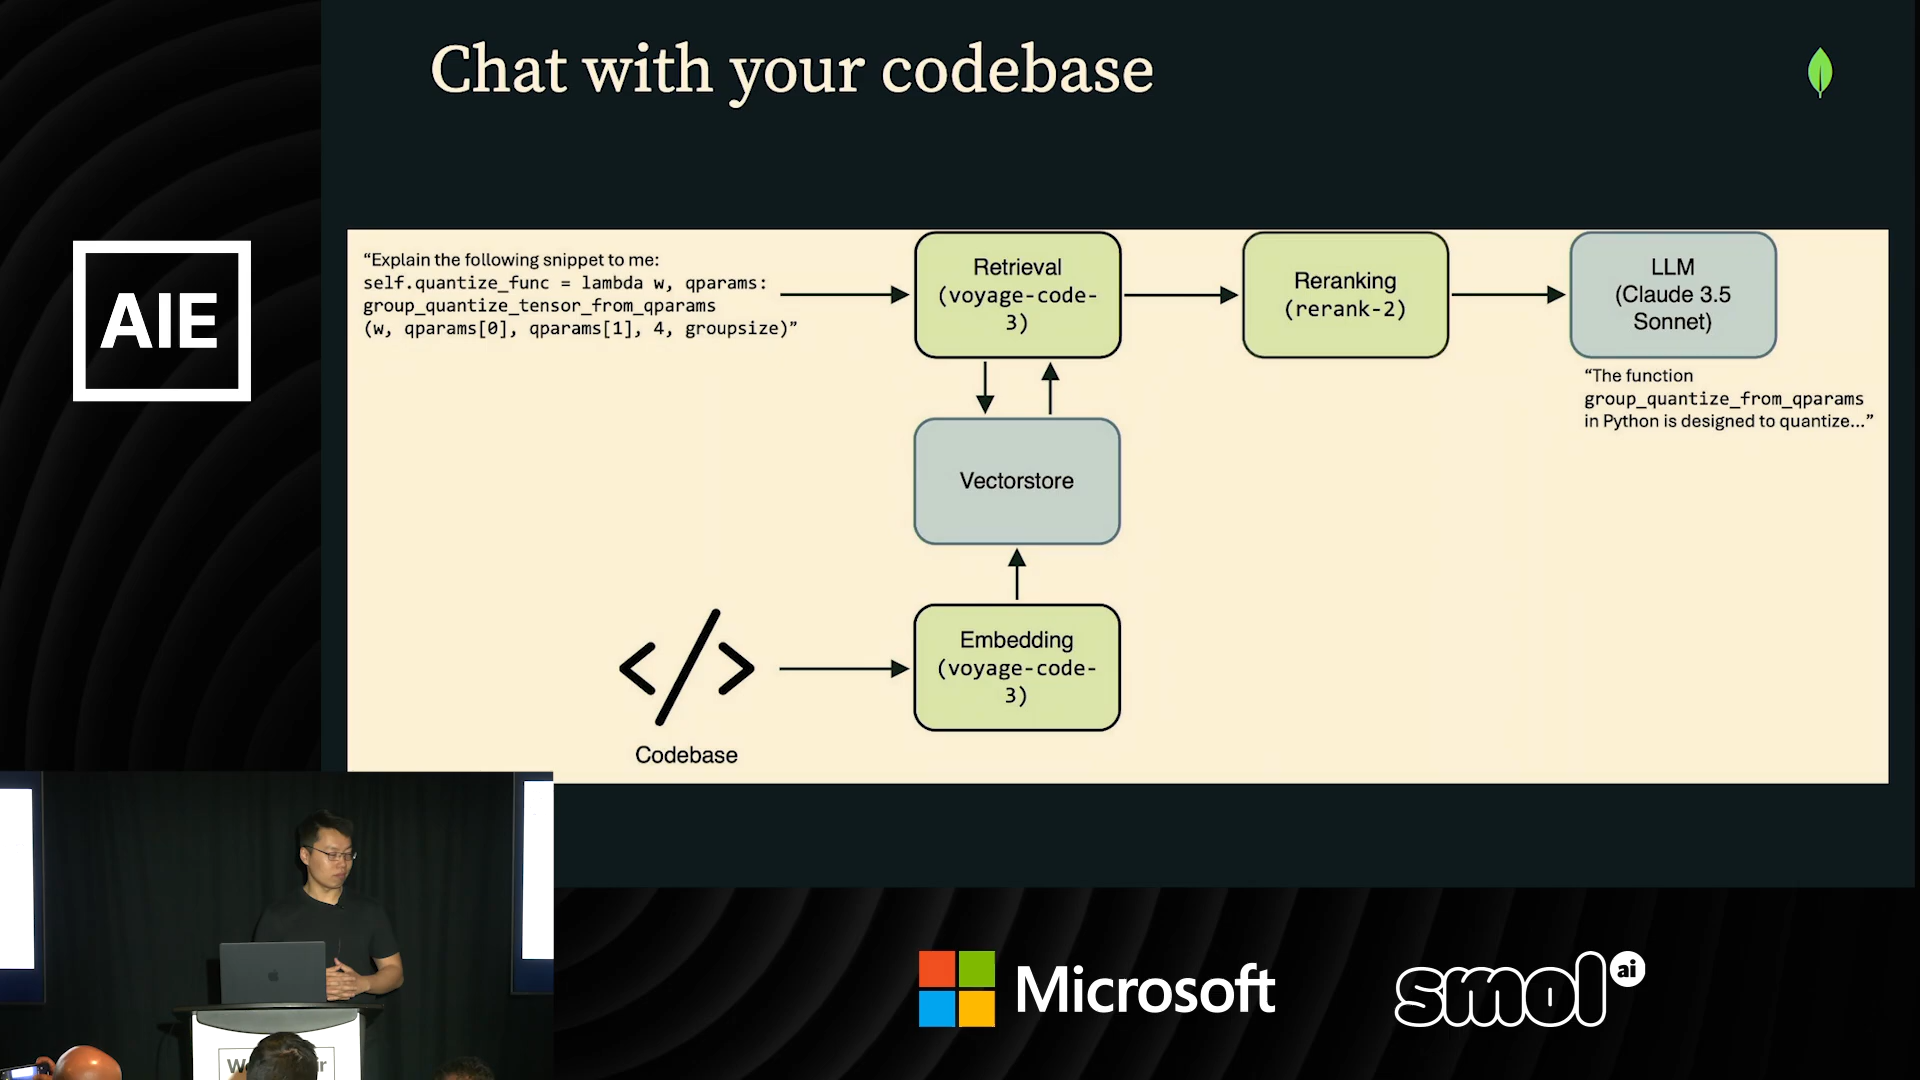 Chat with your codebase
AIE
“Explain the following snippet to me:
self.quantize_func = lambda w, qparams:
group_quantize_tensor_from_qparams
(w, qparams[0], qparams[1], 4, groupsize)”
Retrieval
(voyage-code-
3)
Reranking
(rerank-2)
LLM
(Claude 3.5
Sonnet)
“The function
group_quantize_from_qparams
in Python is designed to quantize...”
Vectorstore
Embedding
(voyage-code-
3)
Codebase
Microsoft
smol ai